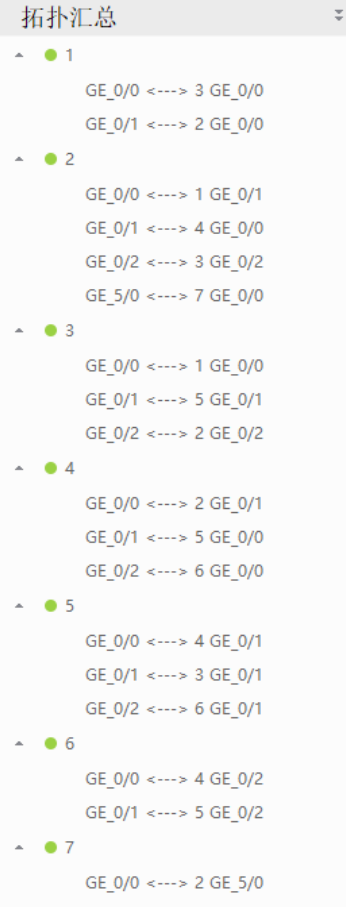 拓扑汇总
1
GE_0/0 <---> 3 GE_0/0
GE_0/1 <---> 2 GE_0/0
2
GE_0/0 <---> 1 GE_0/1
GE_0/1 <---> 4 GE_0/0
GE_0/2 <---> 3 GE_0/2
GE_5/0 <---> 7 GE_0/0
3
GE_0/0 <---> 1 GE_0/0
GE_0/1 <---> 5 GE_0/1
GE_0/2 <---> 2 GE_0/2
4
GE_0/0 <---> 2 GE_0/1
GE_0/1 <---> 5 GE_0/0
GE_0/2 <---> 6 GE_0/0
5
GE_0/0 <---> 4 GE_0/1
GE_0/1 <---> 3 GE_0/1
GE_0/2 <---> 6 GE_0/1
6
GE_0/0 <---> 4 GE_0/2
GE_0/1 <---> 5 GE_0/2
7
GE_0/0 <---> 2 GE_5/0